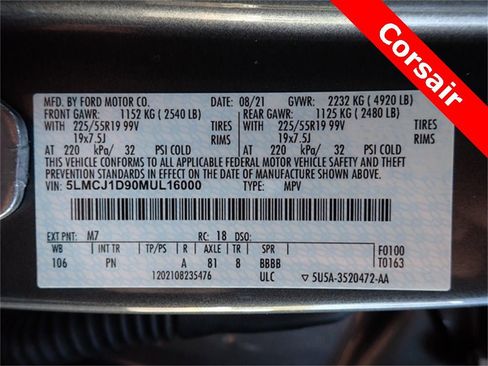 Corsair
MFD. BY FORD MOTOR CO. 08/21 GVWR: 2232 KG ( 4920 LB)
FRONT GAWR: 1152 KG ( 2540 LB) REAR GAWR: 1125 KG ( 2480 LB)
225/55R19 99V TIRES 225/55R19 99V TIRES
19x7.5J RIMS 19x7.5J RIMS
AT 220 kPa/ 32 PSI COLD AT 220 kPa/ 32 PSI COLD
THIS VEHICLE CONFORMS TO ALL APPLICABLE FEDERAL MOTOR VEHICLE SAFETY AND THEFT
PREVENTION STANDARDS IN EFFECT ON THE DATE OF MANUFACTURE SHOWN ABOVE.
VIN: 5LMCJ1D90MUL16000 TYPE: MPV
EXT PNT: M7 RC: 18 DSO:
WB INT TR TP/PS R AXLE TR SPR F0100
106 PN A 81 8 BBBB T0163
1202108235476 ULC ▽ 5U5A-3520472-AA